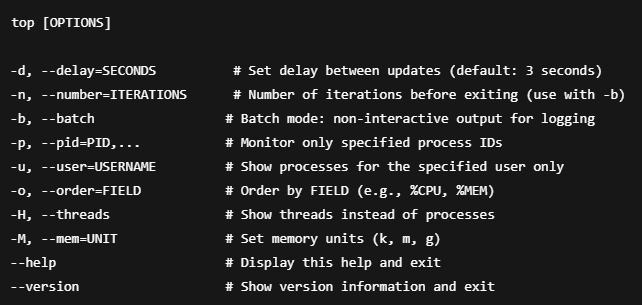 top [OPTIONS]
-d, --delay=SECONDS # Set delay between updates (default: 3 seconds)
-n, --number=ITERATIONS # Number of iterations before exiting (use with -b)
-b, --batch # Batch mode: non-interactive output for logging
-p, --pid=PID,... # Monitor only specified process IDs
-u, --user=USERNAME # Show processes for the specified user only
-o, --order=FIELD # Order by FIELD (e.g., %CPU, %MEM)
-H, --threads # Show threads instead of processes
-M, --mem=UNIT # Set memory units (k, m, g)
--help # Display this help and exit
--version # Show version information and exit